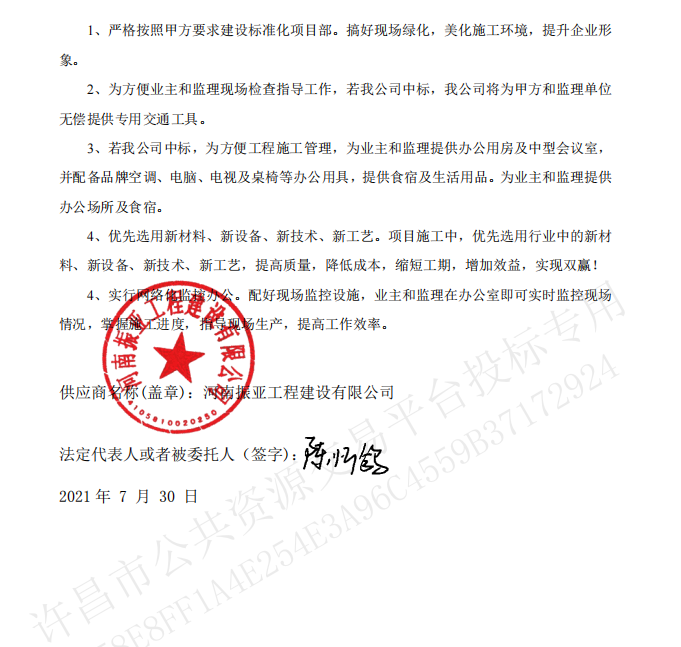 1、严格按照甲方要求建设标准化项目部。搞好现场绿化，美化施工环境，提升企业形
象。
2、为方便业主和监理现场检查指导工作，若我公司中标，我公司将为甲方和监理单位
无偿提供专用交通工具。
3、若我公司中标，为方便工程施工管理，为业主和监理提供办公用房及中型会议室，
并配备品牌空调、电脑、电视及桌椅等办公用具，提供食宿及生活用品。为业主和监理提供
办公场所及食宿。
4、优先选用新材料、新设备、新技术、新工艺。项目施工中，优先选用行业中的新材
料、新设备、新技术、新工艺，提高质量，降低成本，缩短工期，增加效益，实现双赢！
4、实行网络化监控办公。配好现场监控设施，业主和监理在办公室即可实时监控现场
情况，掌握施工进度，指导现场生产，提高工作效率。
河南振亚工程建设有限公司
4105810020250
供应商名称(盖章)：河南振亚工程建设有限公司
法定代表人或者被委托人（签字)：陈
2021 年 7 月 30 日
许昌市公共资源交易平台投标专用
58E8FF1A4E254E3A96C4559B37172924